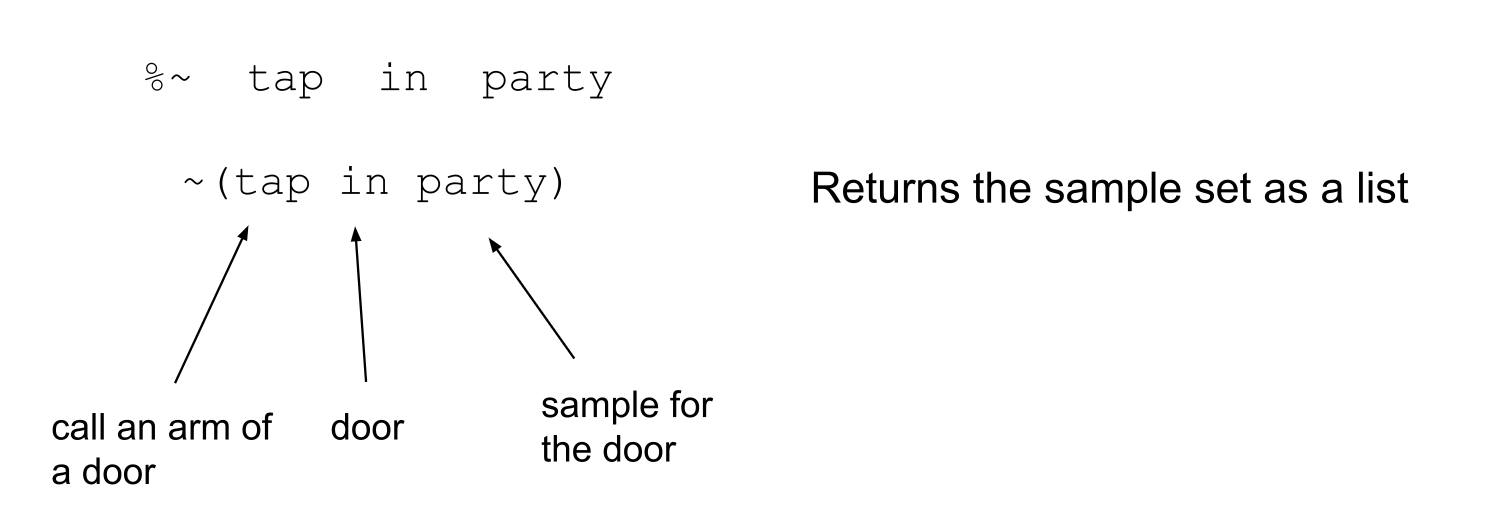 %~ tap in party
~(tap in party)
Returns the sample set as a list
call an arm of
a door
door
sample for
the door